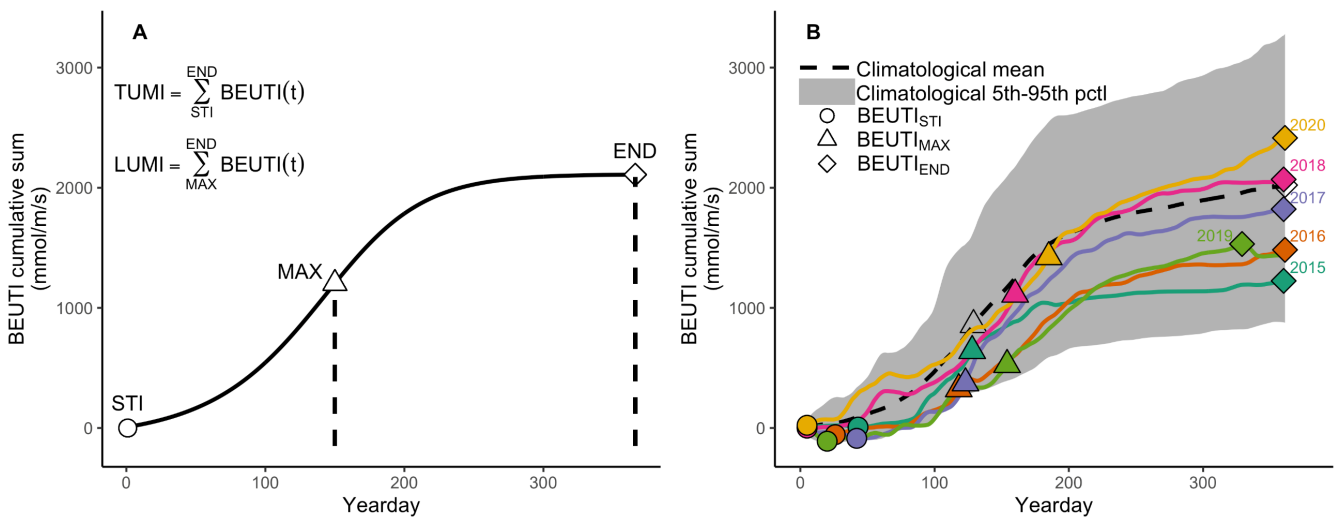 A
3000
2000
1000
0
BEUTI cumulative sum
(mmol/m/s)
TUMI = END ∑ STI BEUTI(t)
LUMI = END ∑ MAX BEUTI(t)
END
MAX
STI
0 100 200 300
Yearday
B
3000
2000
1000
0
BEUTI cumulative sum
(mmol/m/s)
Climatological mean
Climatological 5th-95th pctl
BEUTI_STI
BEUTI_MAX
BEUTI_END
2020
2018
2017
2019
2016
2015
0 100 200 300
Yearday